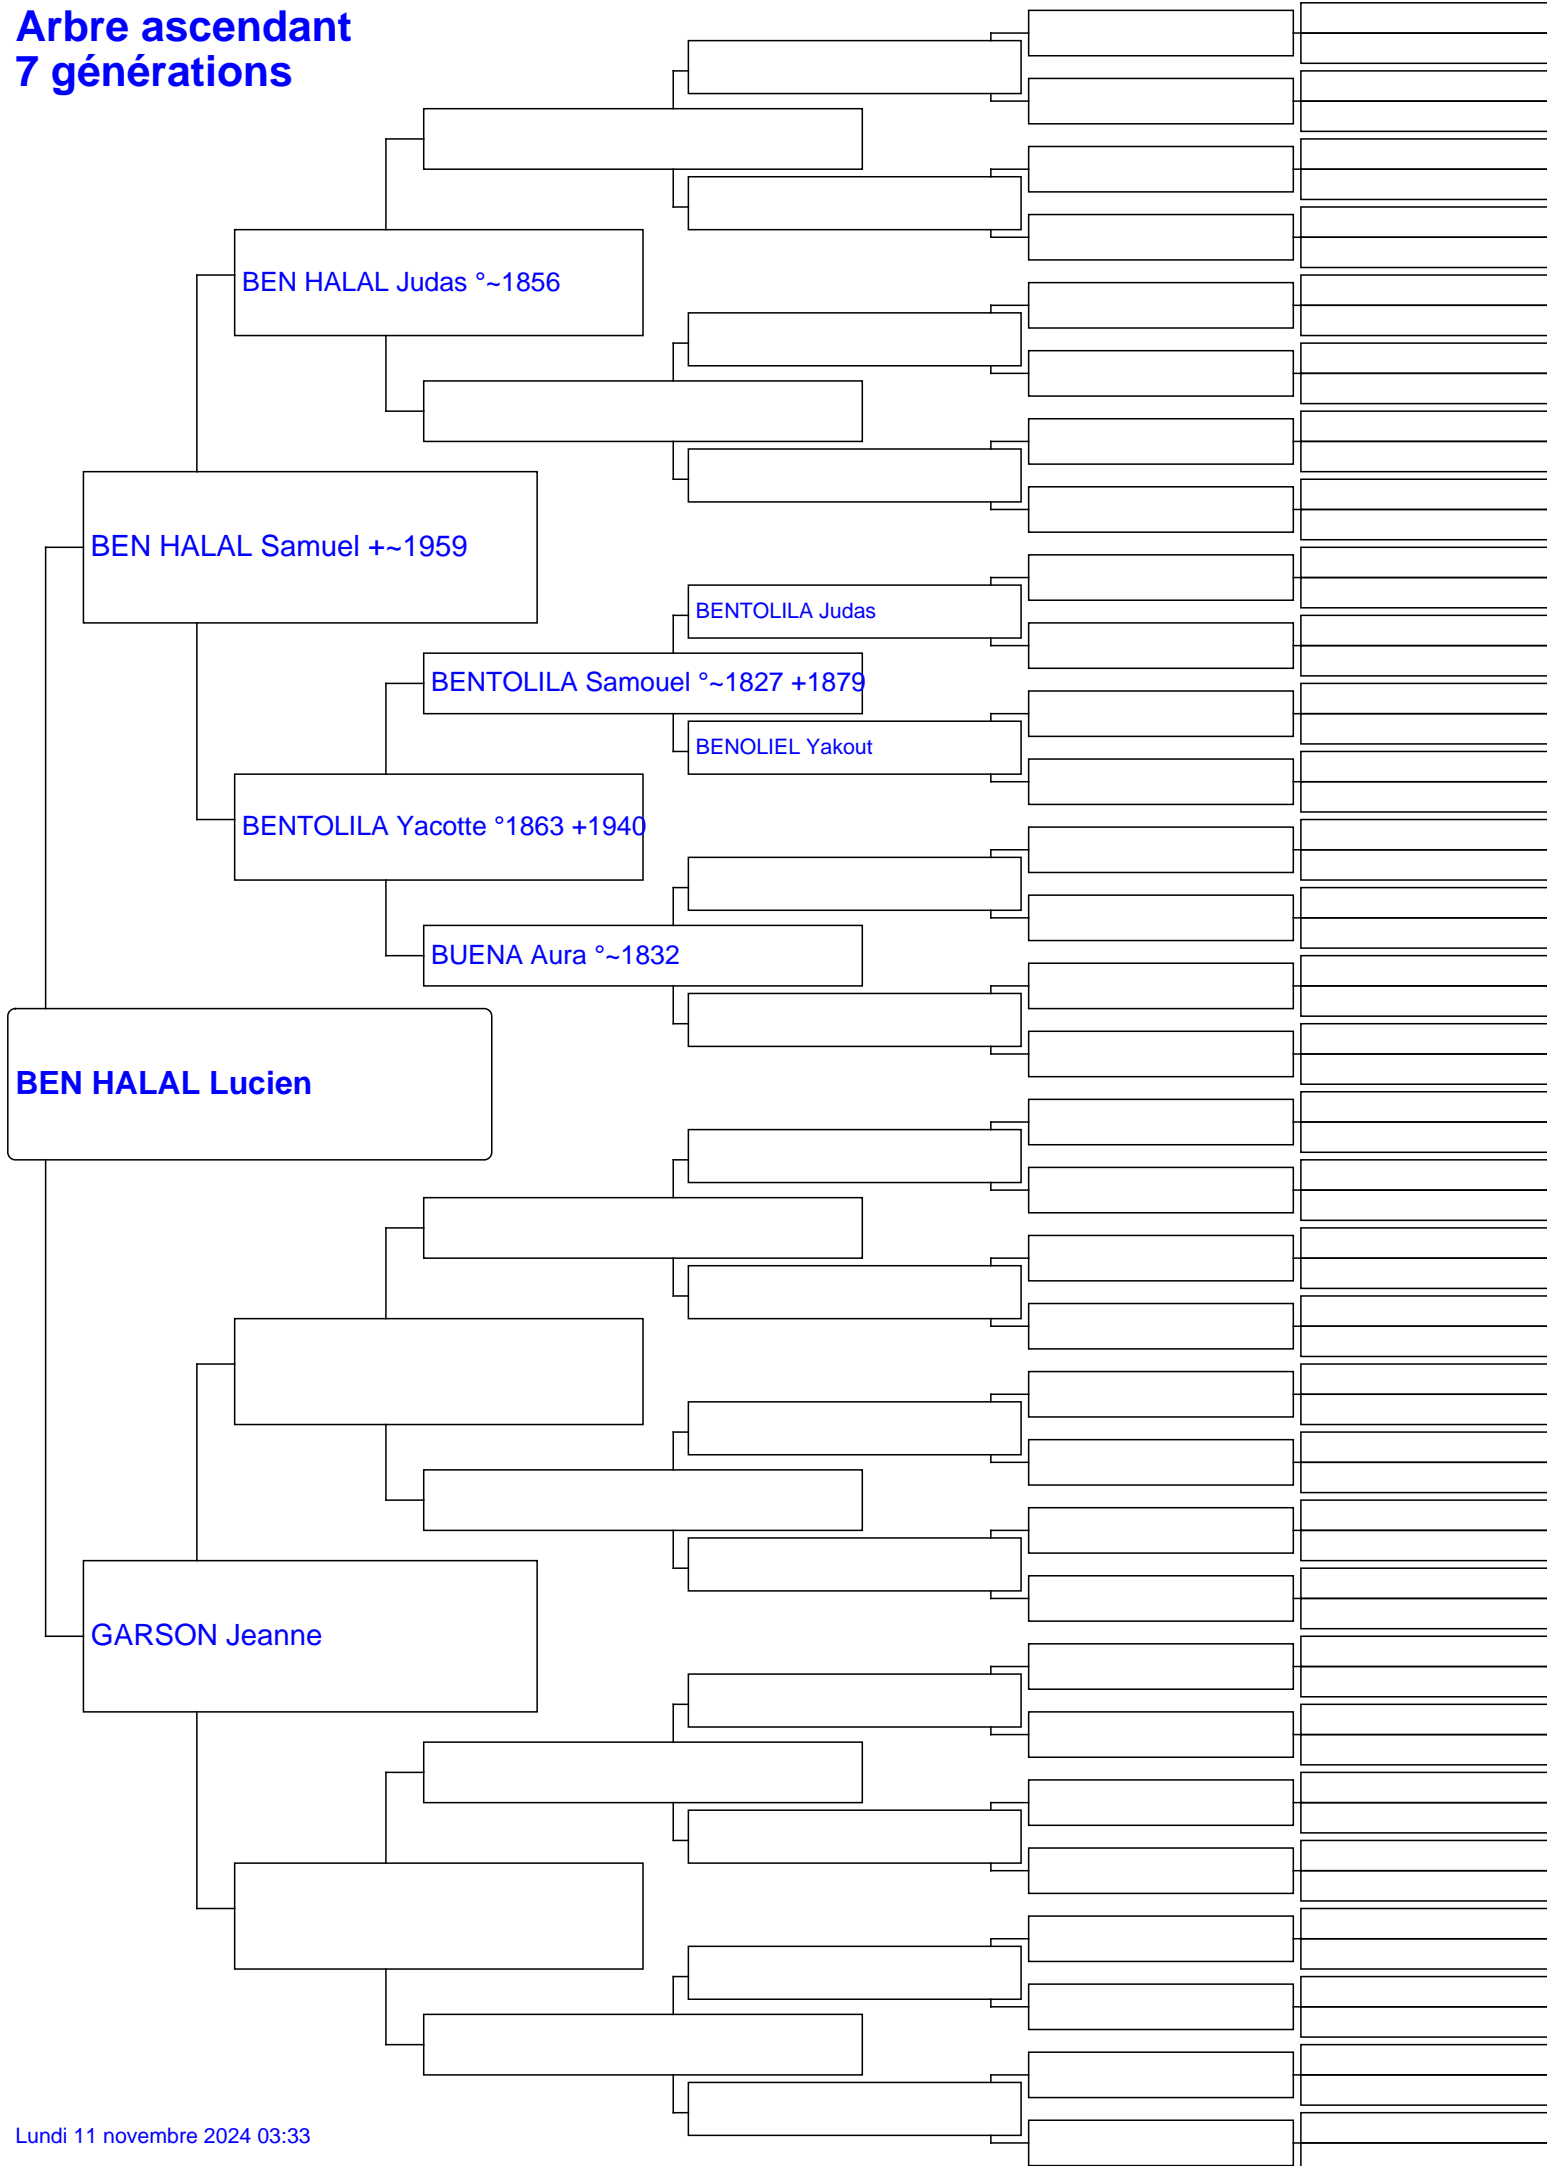 Arbre ascendant
7 générations
BEN HALAL Judas °~1856
BEN HALAL Samuel +~1959
BENTOLILA Judas
BENTOLILA Samouel °~1827 +1879
BENOLIEL Yakout
BENTOLILA Yacotte °1863 +1940
BUENA Aura °~1832
BEN HALAL Lucien
GARSON Jeanne
Lundi 11 novembre 2024 03:33